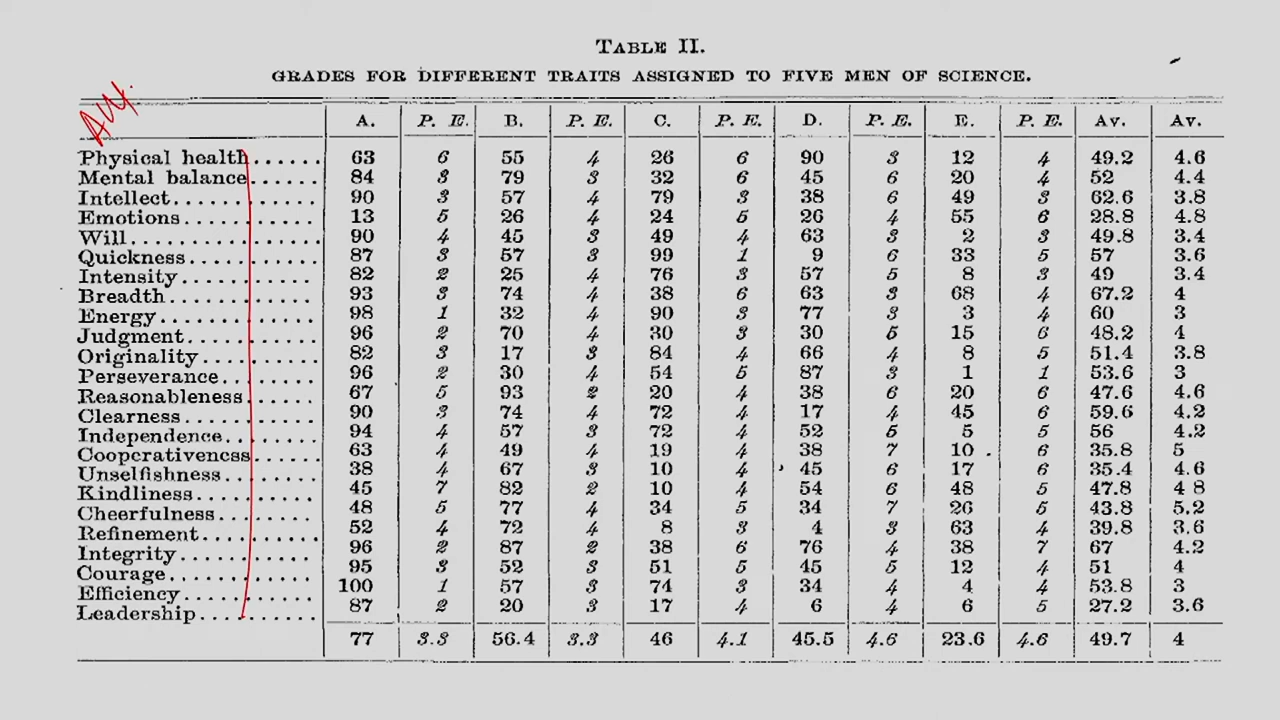 TABLE II.
GRADES FOR DIFFERENT TRAITS ASSIGNED TO FIVE MEN OF SCIENCE.
A. P. E. B. P. E. C. P. E. D. P. E. E. P. E. Av. Av.
Physical health...... 63 6 55 4 26 6 90 3 12 4 49.2 4.6
Mental balance...... 84 3 79 3 32 6 45 6 20 4 52 4.4
Intellect............ 90 3 57 4 79 3 38 6 49 3 62.6 3.8
Emotions............ 13 5 26 4 24 5 26 4 55 6 28.8 4.8
Will................ 90 4 45 3 49 4 63 3 2 3 49.8 3.4
Quickness........... 87 3 57 3 99 1 9 6 33 5 57 3.6
Intensity............ 82 2 25 4 76 3 57 5 8 3 49 3.4
Breadth............. 93 3 74 4 38 6 63 3 68 4 67.2 4
Energy.............. 98 1 32 4 90 3 77 3 3 4 60 3
Judgment............ 96 2 70 4 30 3 30 5 15 6 48.2 4
Originality.......... 82 3 17 3 84 4 66 4 8 5 51.4 3.8
Perseverance........ 96 2 30 4 54 5 87 3 1 1 53.6 3
Reasonableness...... 67 5 93 2 20 4 38 6 20 6 47.6 4.6
Clearness........... 90 3 74 4 72 4 17 4 45 6 59.6 4.2
Independence........ 94 4 57 3 72 4 52 5 5 5 56 4.2
Cooperativeness...... 63 4 49 4 19 4 38 7 10 6 35.8 5
Unselfishness........ 38 4 67 3 10 4 45 6 17 6 35.4 4.6
Kindliness.......... 45 7 82 2 10 4 54 6 48 5 47.8 4 8
Cheerfulness........ 48 5 77 4 34 5 34 7 26 5 43.8 5.2
Refinement.......... 52 4 72 4 8 3 4 3 63 4 39.8 3.6
Integrity............ 96 2 87 2 38 6 76 4 38 7 67 4.2
Courage............. 95 3 52 3 51 5 45 5 12 4 51 4
Efficiency........... 100 1 57 3 74 3 34 4 4 4 53.8 3
Leadership.......... 87 2 20 3 17 4 6 4 6 5 27.2 3.6
77 3.3 56.4 3.3 46 4.1 45.5 4.6 23.6 4.6 49.7 4